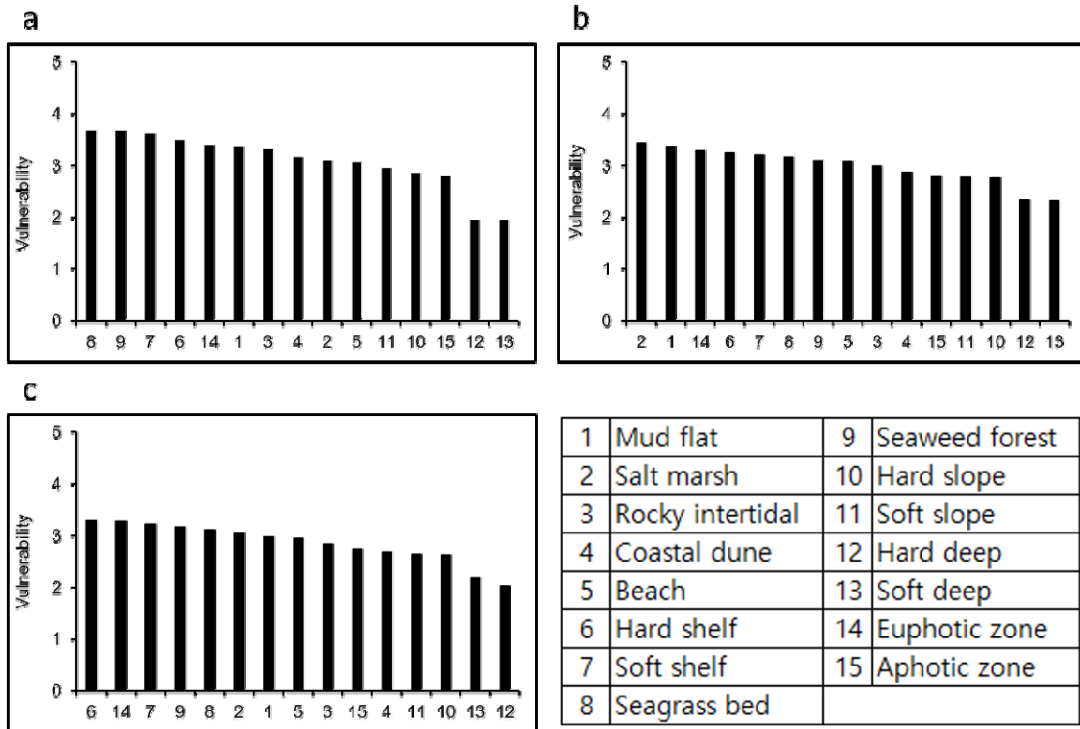 a
5
4
3
2
1
0
Vulnerability
8 9 7 6 14 1 3 4 2 5 11 10 15 12 13
b
5
4
3
2
1
0
Vulnerability
2 1 14 6 7 8 9 5 3 4 15 11 10 12 13
c
5
4
3
2
1
0
Vulnerability
6 14 7 9 8 2 1 5 3 15 4 11 10 13 12
1 Mud flat 9 Seaweed forest
2 Salt marsh 10 Hard slope
3 Rocky intertidal 11 Soft slope
4 Coastal dune 12 Hard deep
5 Beach 13 Soft deep
6 Hard shelf 14 Euphotic zone
7 Soft shelf 15 Aphotic zone
8 Seagrass bed